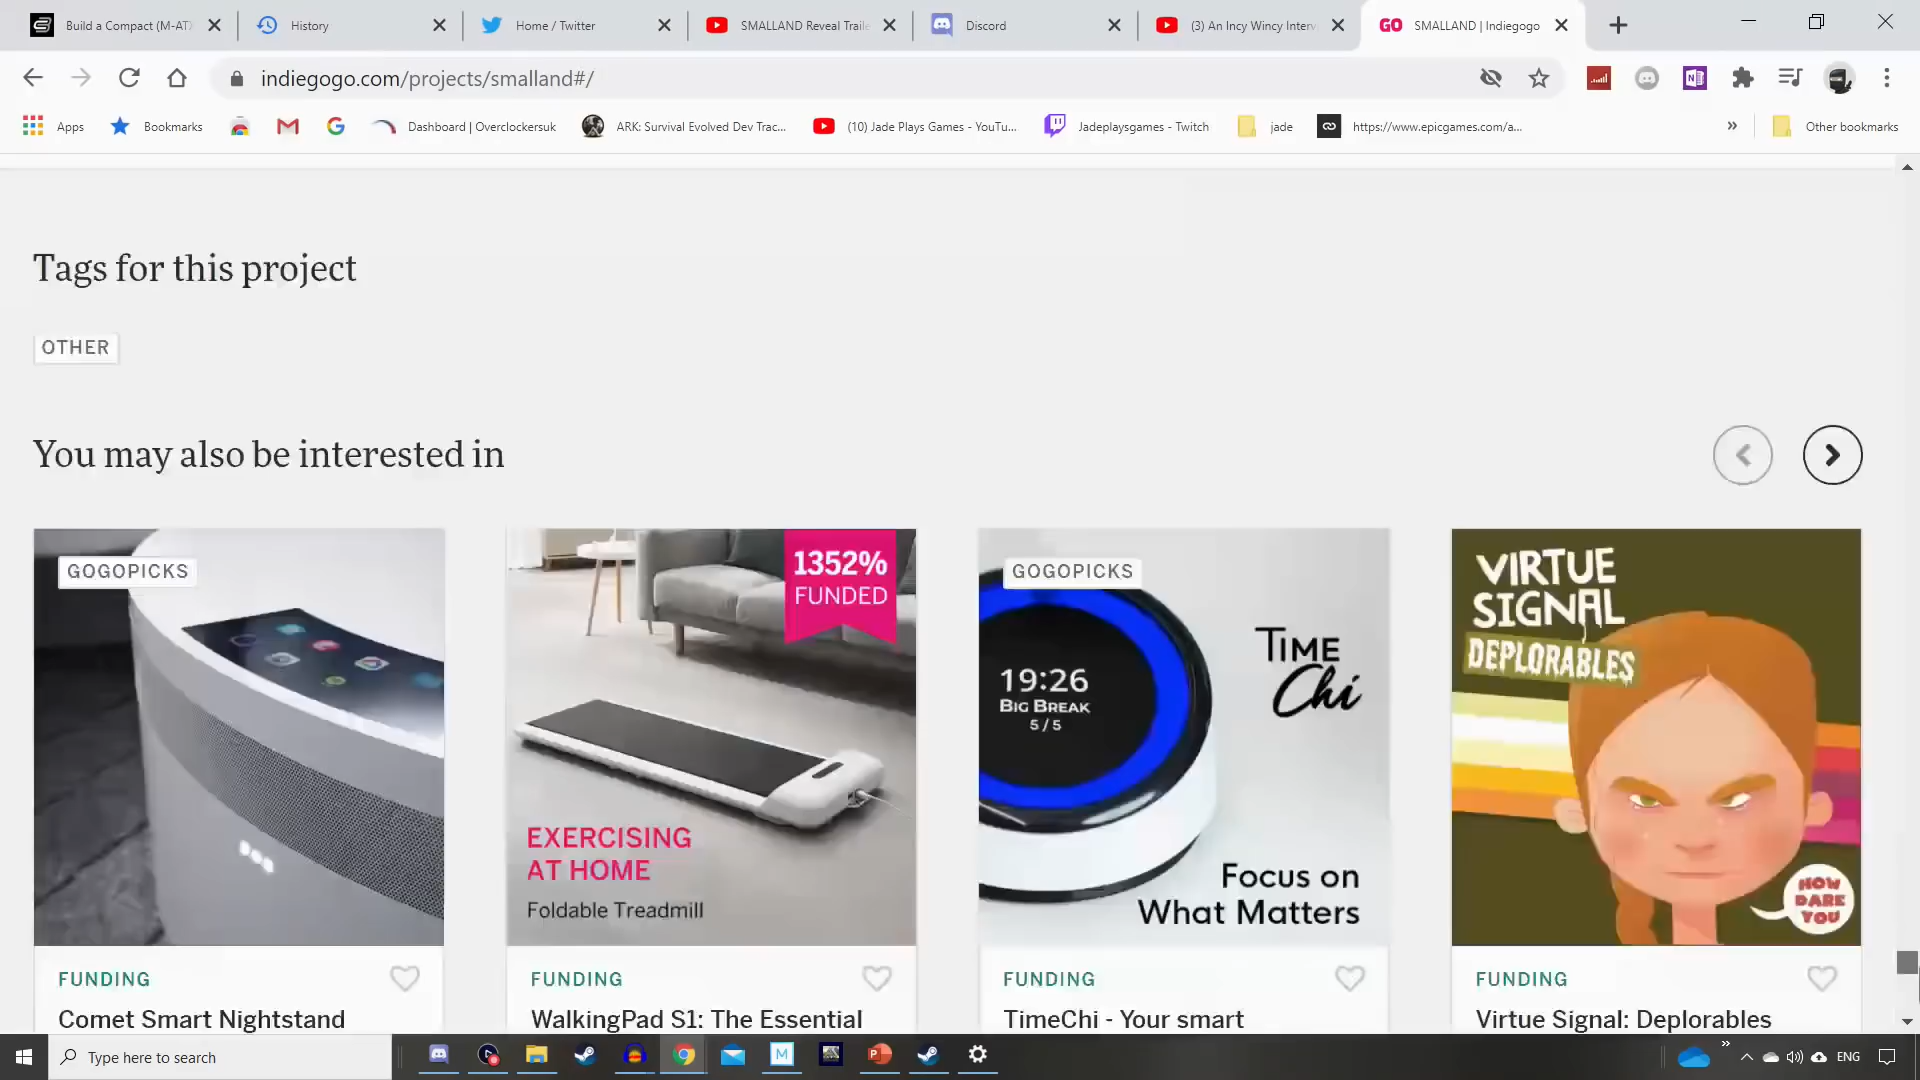 Build a Compact (M-ATX
History
Home / Twitter
SMALLAND Reveal Traile
Discord
(3) An Incy Wincy Interv
GO SMALLAND | Indiegogo
indiegogo.com/projects/smalland#/
Apps
Bookmarks
Dashboard | Overclockersuk
ARK: Survival Evolved Dev Trac...
(10) Jade Plays Games - YouTu...
Jadeplaysgames - Twitch
jade
https://www.epicgames.com/a...
Other bookmarks
Tags for this project
OTHER
You may also be interested in
GOGOPICKS
1352%
FUNDED
EXERCISING
AT HOME
Foldable Treadmill
GOGOPICKS
TIME
Chi
19:26
BIG BREAK
5 / 5
Focus on
What Matters
VIRTUE
SIGNAL
DEPLORABLES
HOW
DARE
YOU
FUNDING
Comet Smart Nightstand
FUNDING
WalkingPad S1: The Essential
FUNDING
TimeChi - Your smart
FUNDING
Virtue Signal: Deplorables
Type here to search
ENG